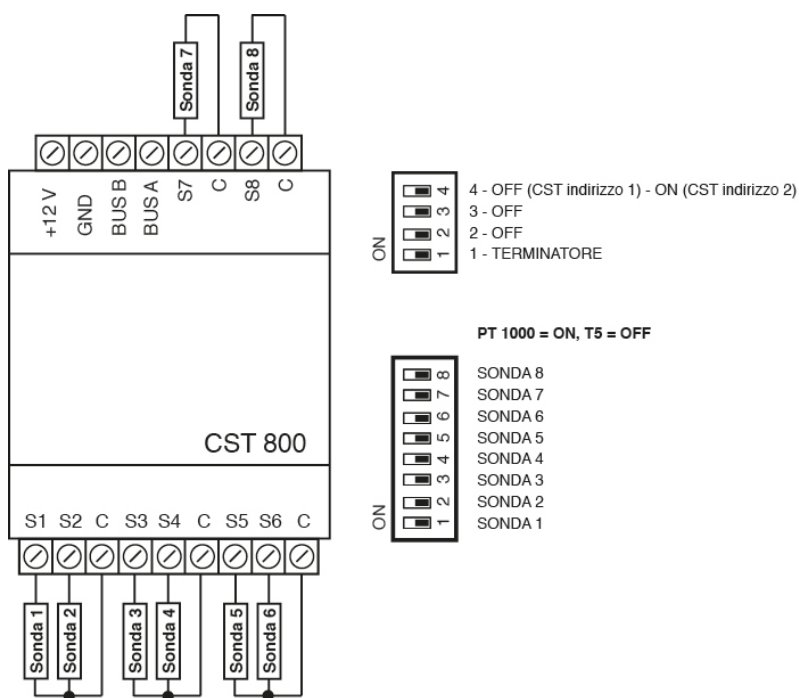 Sonda 7
Sonda 8
+12 V
GND
BUS B
BUS A
S7
C
S8
C
CST 800
S1 S2 C S3 S4 C S5 S6 C
Sonda 1
Sonda 2
Sonda 3
Sonda 4
Sonda 5
Sonda 6
ON
4
3
2
1
4 - OFF (CST indirizzo 1) - ON (CST indirizzo 2)
3 - OFF
2 - OFF
1 - TERMINATORE
PT 1000 = ON, T5 = OFF
ON
8
7
6
5
4
3
2
1
SONDA 8
SONDA 7
SONDA 6
SONDA 5
SONDA 4
SONDA 3
SONDA 2
SONDA 1